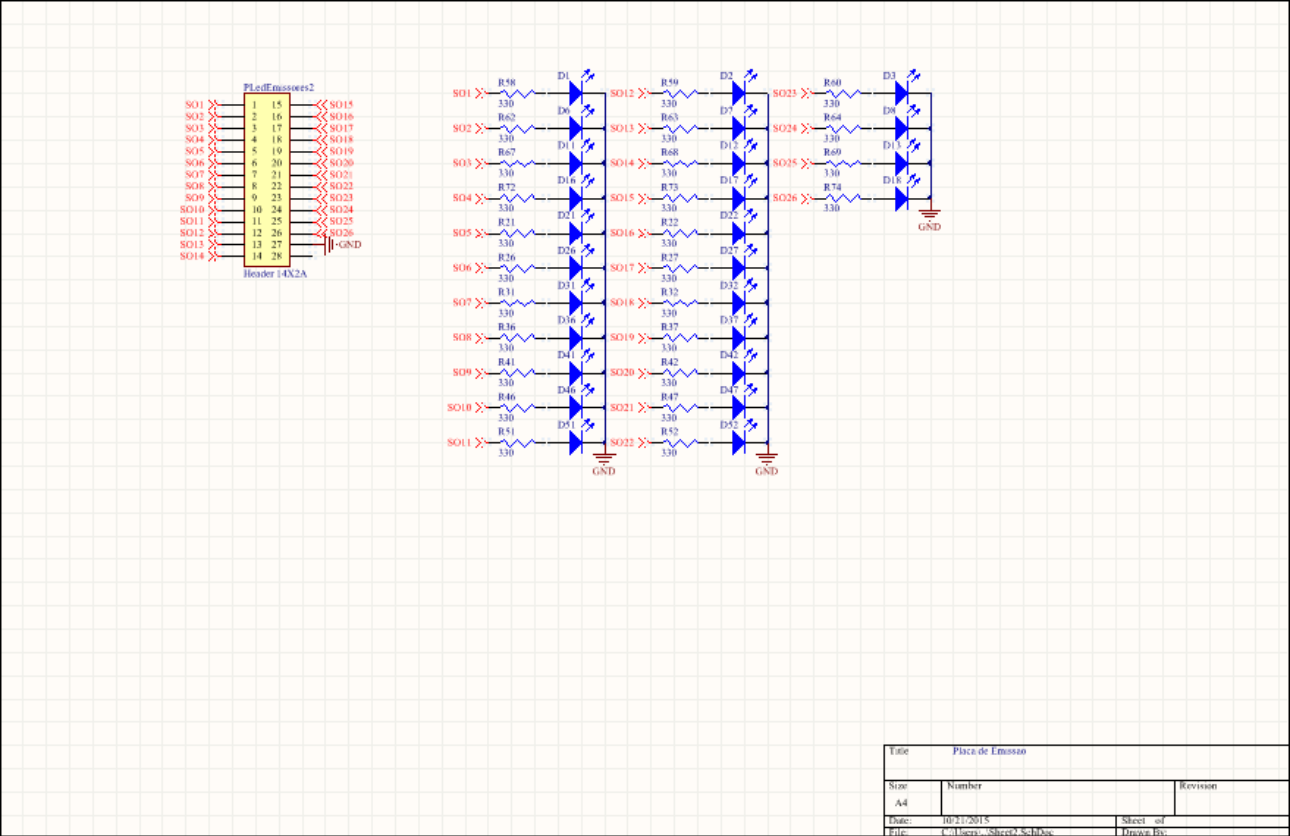 PLedEmissores2
SO1 1 15 SO15
SO2 2 16 SO16
SO3 3 17 SO17
SO4 4 18 SO18
SO5 5 19 SO19
SO6 6 20 SO20
SO7 7 21 SO21
SO8 8 22 SO22
SO9 9 23 SO23
SO10 10 24 SO24
SO11 11 25 SO25
SO12 12 26 SO26
SO13 13 27 GND
SO14 14 28
Header 14X2A
SO1 R58 330 D1
SO2 R62 330 D6
SO3 R67 330 D11
SO4 R72 330 D16
SO5 R21 330 D21
SO6 R26 330 D26
SO7 R31 330 D31
SO8 R36 330 D36
SO9 R41 330 D41
SO10 R46 330 D46
SO11 R51 330 D51
GND
SO12 R59 330 D2
SO13 R63 330 D7
SO14 R68 330 D12
SO15 R73 330 D17
SO16 R22 330 D22
SO17 R27 330 D27
SO18 R32 330 D32
SO19 R37 330 D37
SO20 R42 330 D42
SO21 R47 330 D47
SO22 R52 330 D52
GND
SO23 R60 330 D3
SO24 R64 330 D8
SO25 R69 330 D13
SO26 R74 330 D18
GND
Title Placa de Emissao
Size Number Revision
A4
Date: 10/21/2015 Sheet of
File: C:\Users\..\Sheet2.SchDoc Drawn By: